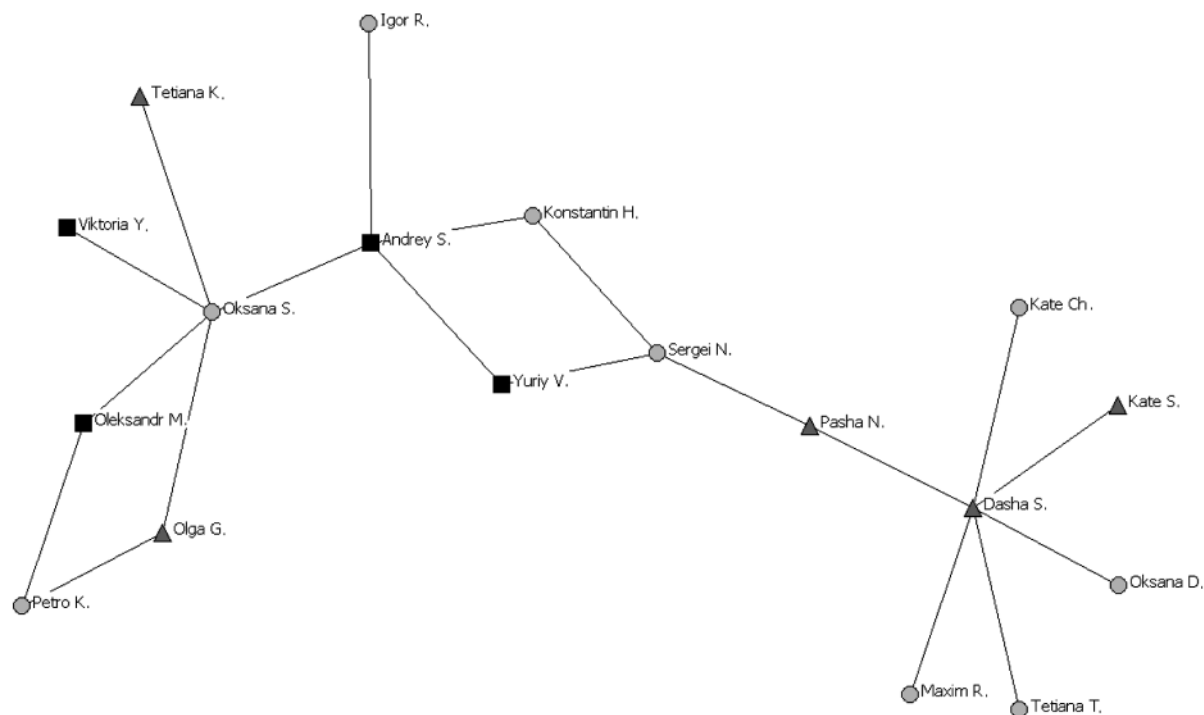 Igor R.
Tetiana K.
Konstantin H.
Viktoria Y.
Andrey S.
Oksana S.
Kate Ch.
Sergei N.
Yuriy V.
Kate S.
Oleksandr M.
Pasha N.
Dasha S.
Olga G.
Oksana D.
Petro K.
Maxim R.
Tetiana T.